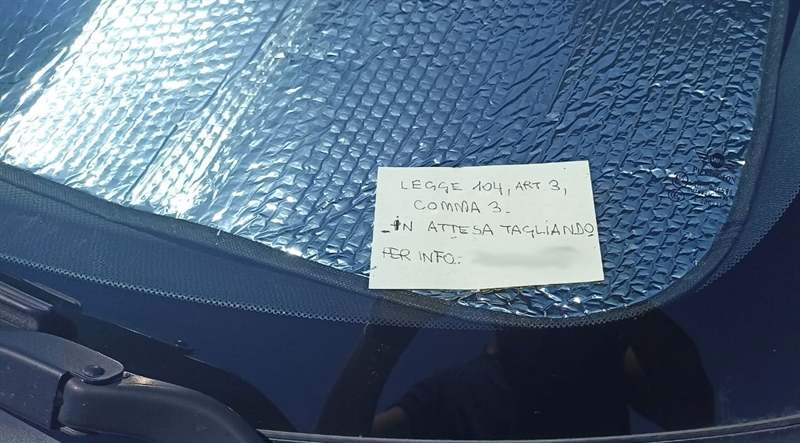 LEGGE 104, ART. 3,
COMMA 3.
IN ATTESA TAGLIANDO
PER INFO: